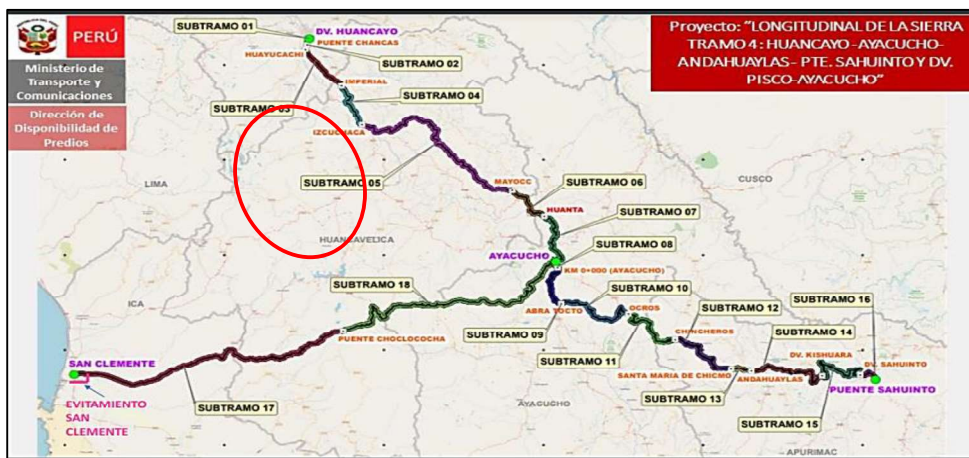 PERÚ
Ministerio de
Transporte y
Comunicaciones
Dirección de
Disponibilidad de
Predios
Proyecto: "LONGITUDINAL DE LA SIERRA
TRAMO 4: HUANCAYO-AYACUCHO-
ANDAHUAYLAS- PTE. SAHUINTO Y DV.
PISCO-AYACUCHO"
SUBTRAMO 01
DV. HUANCAYO
PUENTE CHANCAS
HUAYUCACHI
SUBTRAMO 02
IMPERIAL
SUBTRAMO 03
SUBTRAMO 04
IZCUCHACA
LIMA
SUBTRAMO 05
MAYOCC
SUBTRAMO 06
CUSCO
HUANTA
SUBTRAMO 07
HUANCAVELICA
SUBTRAMO 08
AYACUCHO
KM 0+000 (AYACUCHO)
SUBTRAMO 18
SUBTRAMO 10
ICA
ABRA TOCTO
OCROS
SUBTRAMO 12
SUBTRAMO 16
SUBTRAMO 09
CHINCHEROS
SUBTRAMO 14
PUENTE CHOCLOCOCHA
SUBTRAMO 11
DV. KISHUARA
DV. SAHUINTO
SAN CLEMENTE
SANTA MARIA DE CHICMO
ANDAHUAYLAS
PUENTE SAHUINTO
EVITAMIENTO
SAN
CLEMENTE
SUBTRAMO 17
AYACUCHO
SUBTRAMO 13
SUBTRAMO 15
APURIMAC